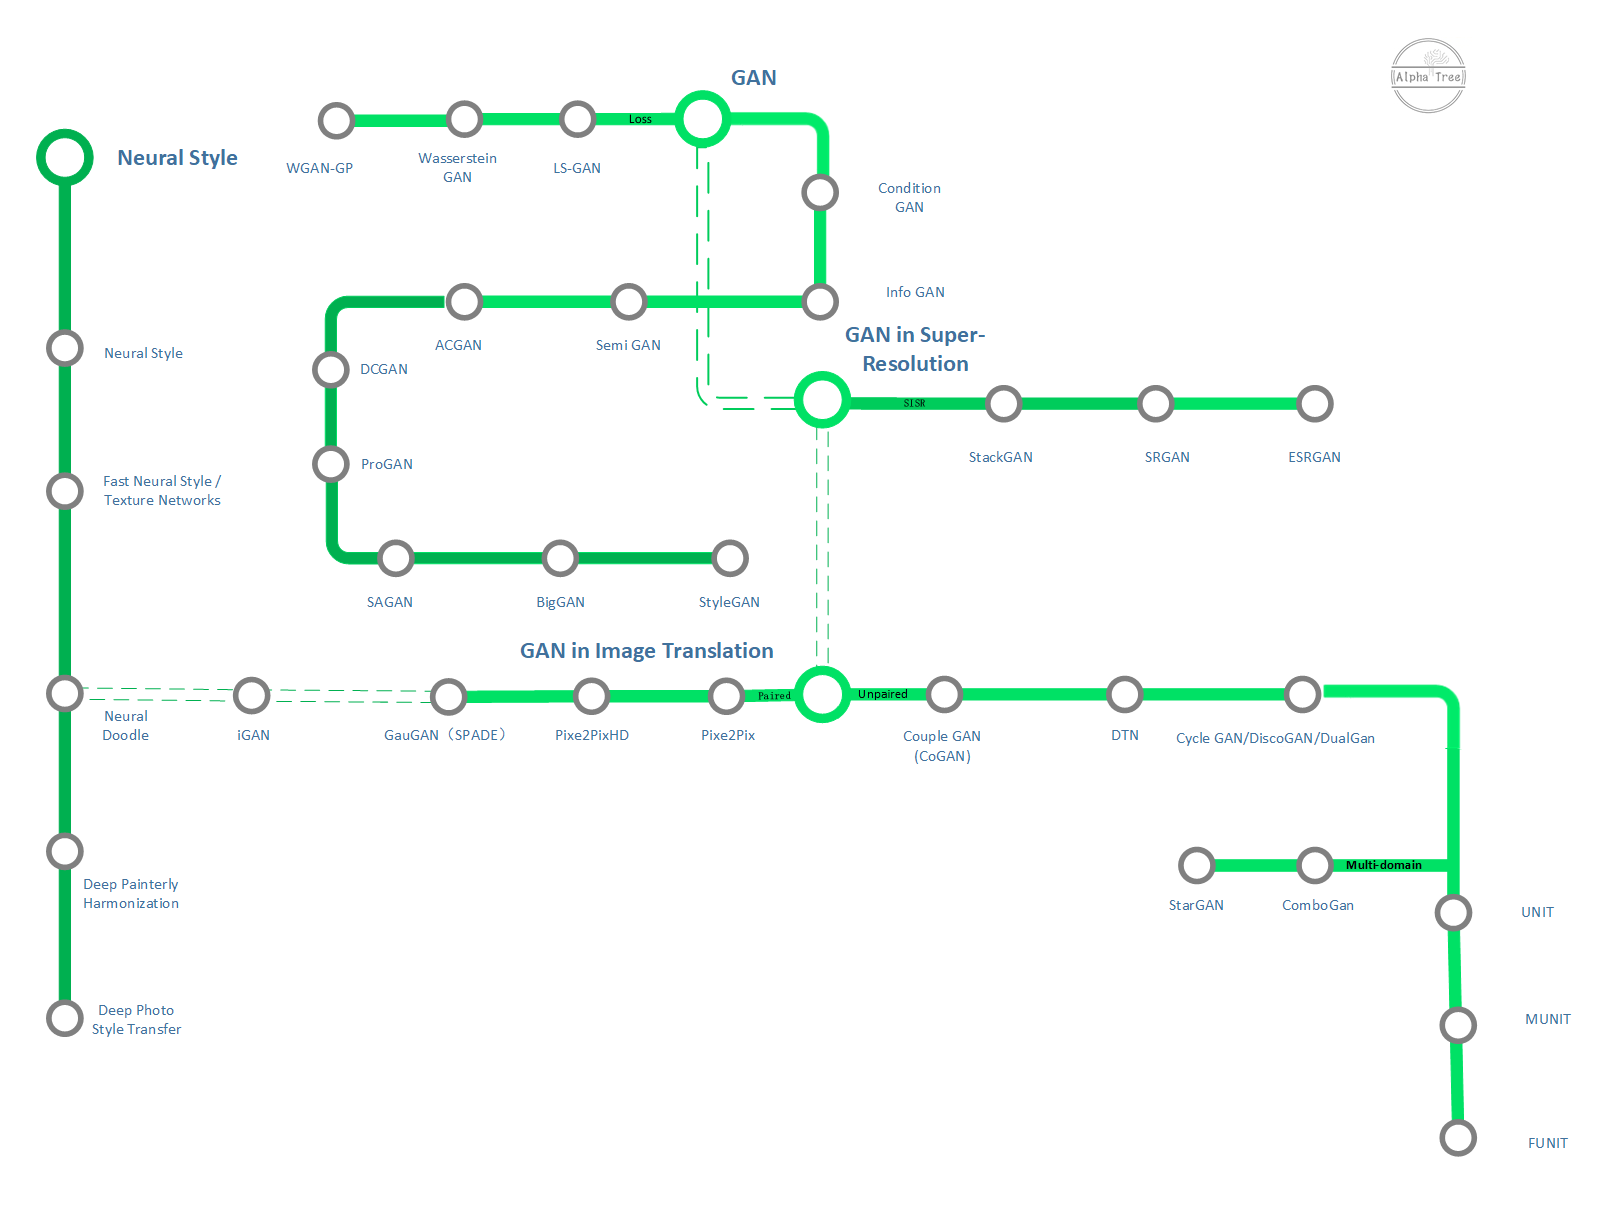 GAN
Alpha Tree
Loss
Neural Style
WGAN-GP
Wasserstein
GAN
LS-GAN
Condition
GAN
Info GAN
ACGAN
Semi GAN
GAN in Super-
Resolution
Neural Style
DCGAN
SISR
ProGAN
StackGAN
SRGAN
ESRGAN
Fast Neural Style /
Texture Networks
SAGAN
BigGAN
StyleGAN
GAN in Image Translation
Paired
Unpaired
Neural
Doodle
iGAN
GauGAN（SPADE）
Pixe2PixHD
Pixe2Pix
Couple GAN
(CoGAN)
DTN
Cycle GAN/DiscoGAN/DualGan
Multi-domain
Deep Painterly
Harmonization
StarGAN
ComboGan
UNIT
Deep Photo
Style Transfer
MUNIT
FUNIT